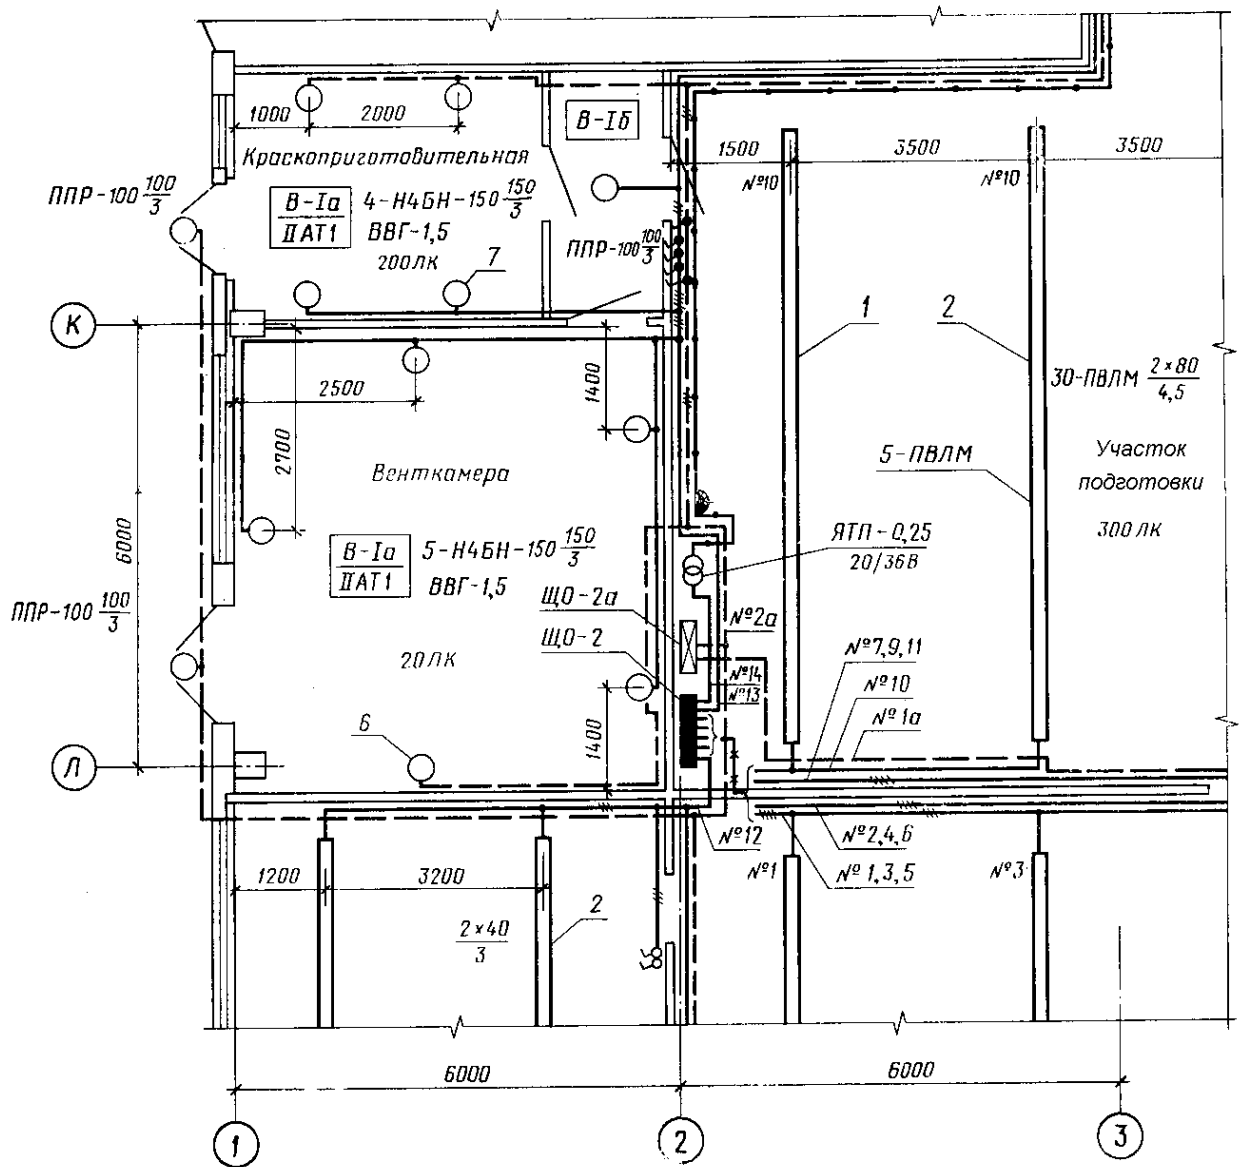 1000
2000
В-Iб
Краскоприготовительная
1500
3500
3500
№10
№10
ППР-100 100/3
В-Iа
IIАТ1
4-Н4БН-150 150/3
ВВГ-1,5
200ЛК
ППР-100 100/3
7
К
1
2
2500
1400
30-ПВЛМ 2×80/4,5
2700
Венткамера
5-ПВЛМ
Участок
подготовки
300 ЛК
6000
В-Iа
IIАТ1
5-Н4БН-150 150/3
ВВГ-1,5
ЯТП-0,25
20/36В
ППР-100 100/3
ЩО-2а
№2а
ЩО-2
20ЛК
№7,9,11
№14
№13
№10
№1а
1400
6
Л
№12
№2,4,6
№1
№1,3,5
№3
1200
3200
2×40/3
2
6000
6000
1
2
3